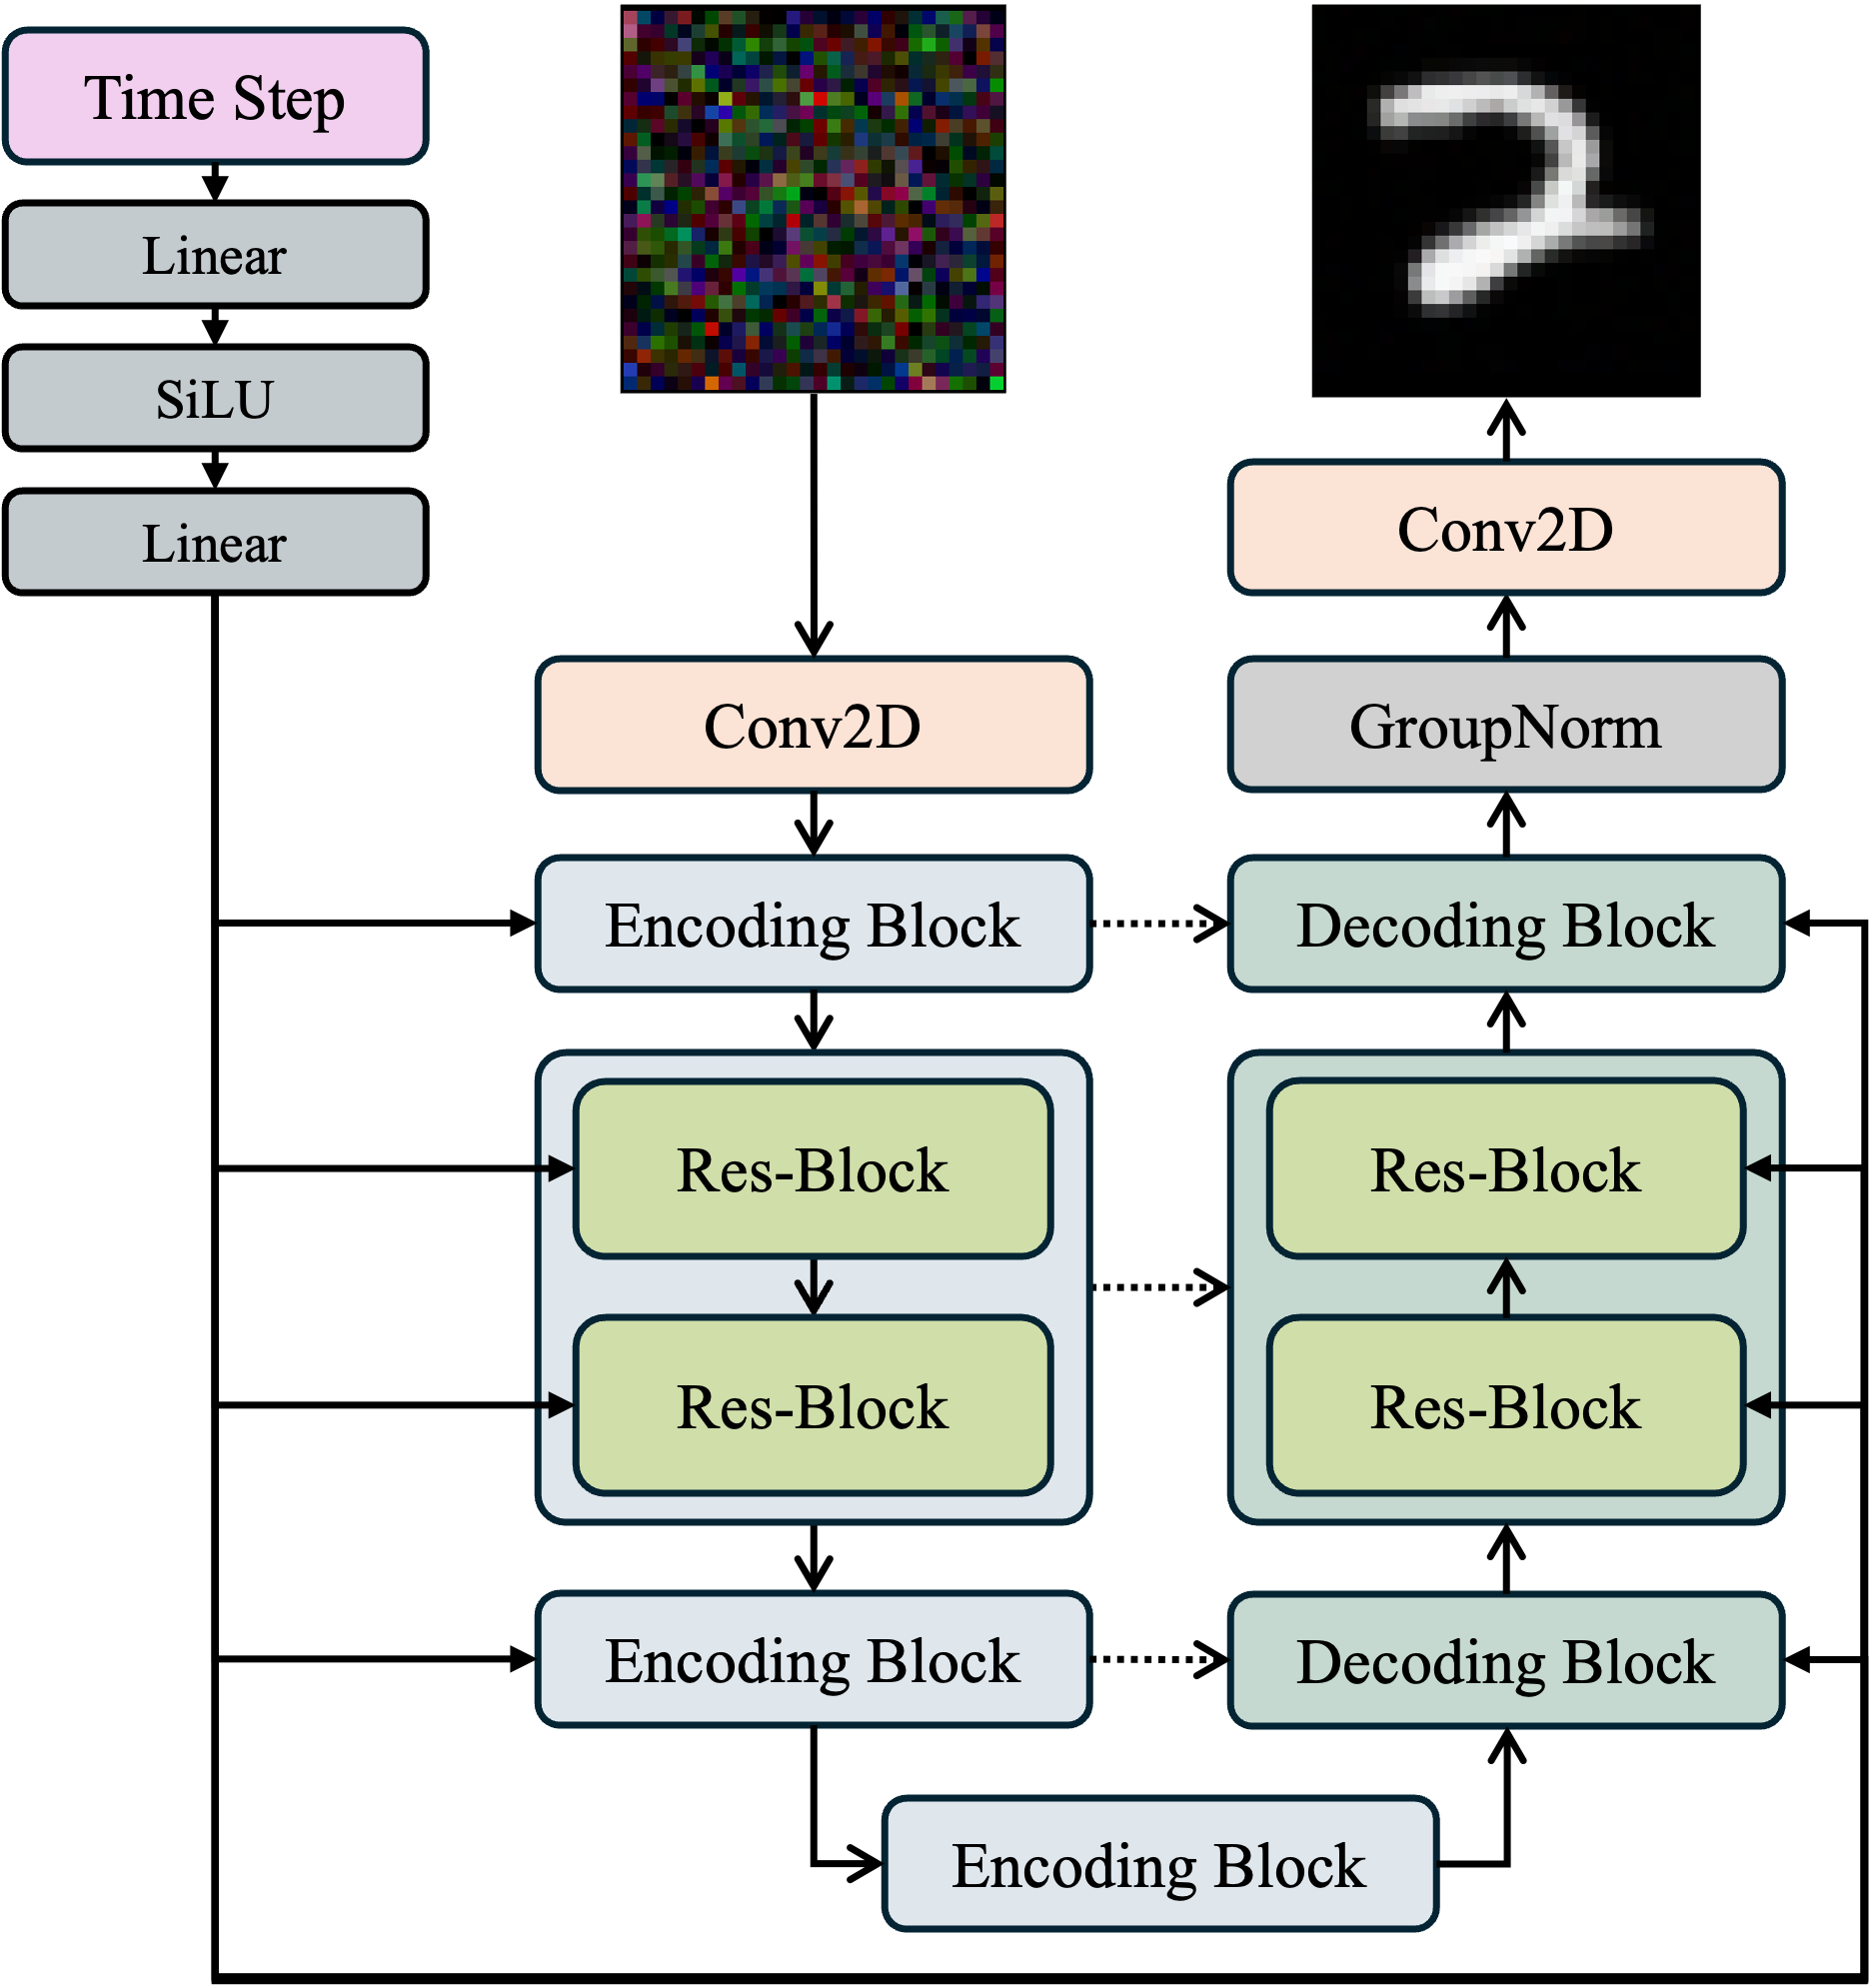 Time Step
Linear
SiLU
Linear
Conv2D
Encoding Block
Res-Block
Res-Block
Encoding Block
Encoding Block
Conv2D
GroupNorm
Decoding Block
Res-Block
Res-Block
Decoding Block